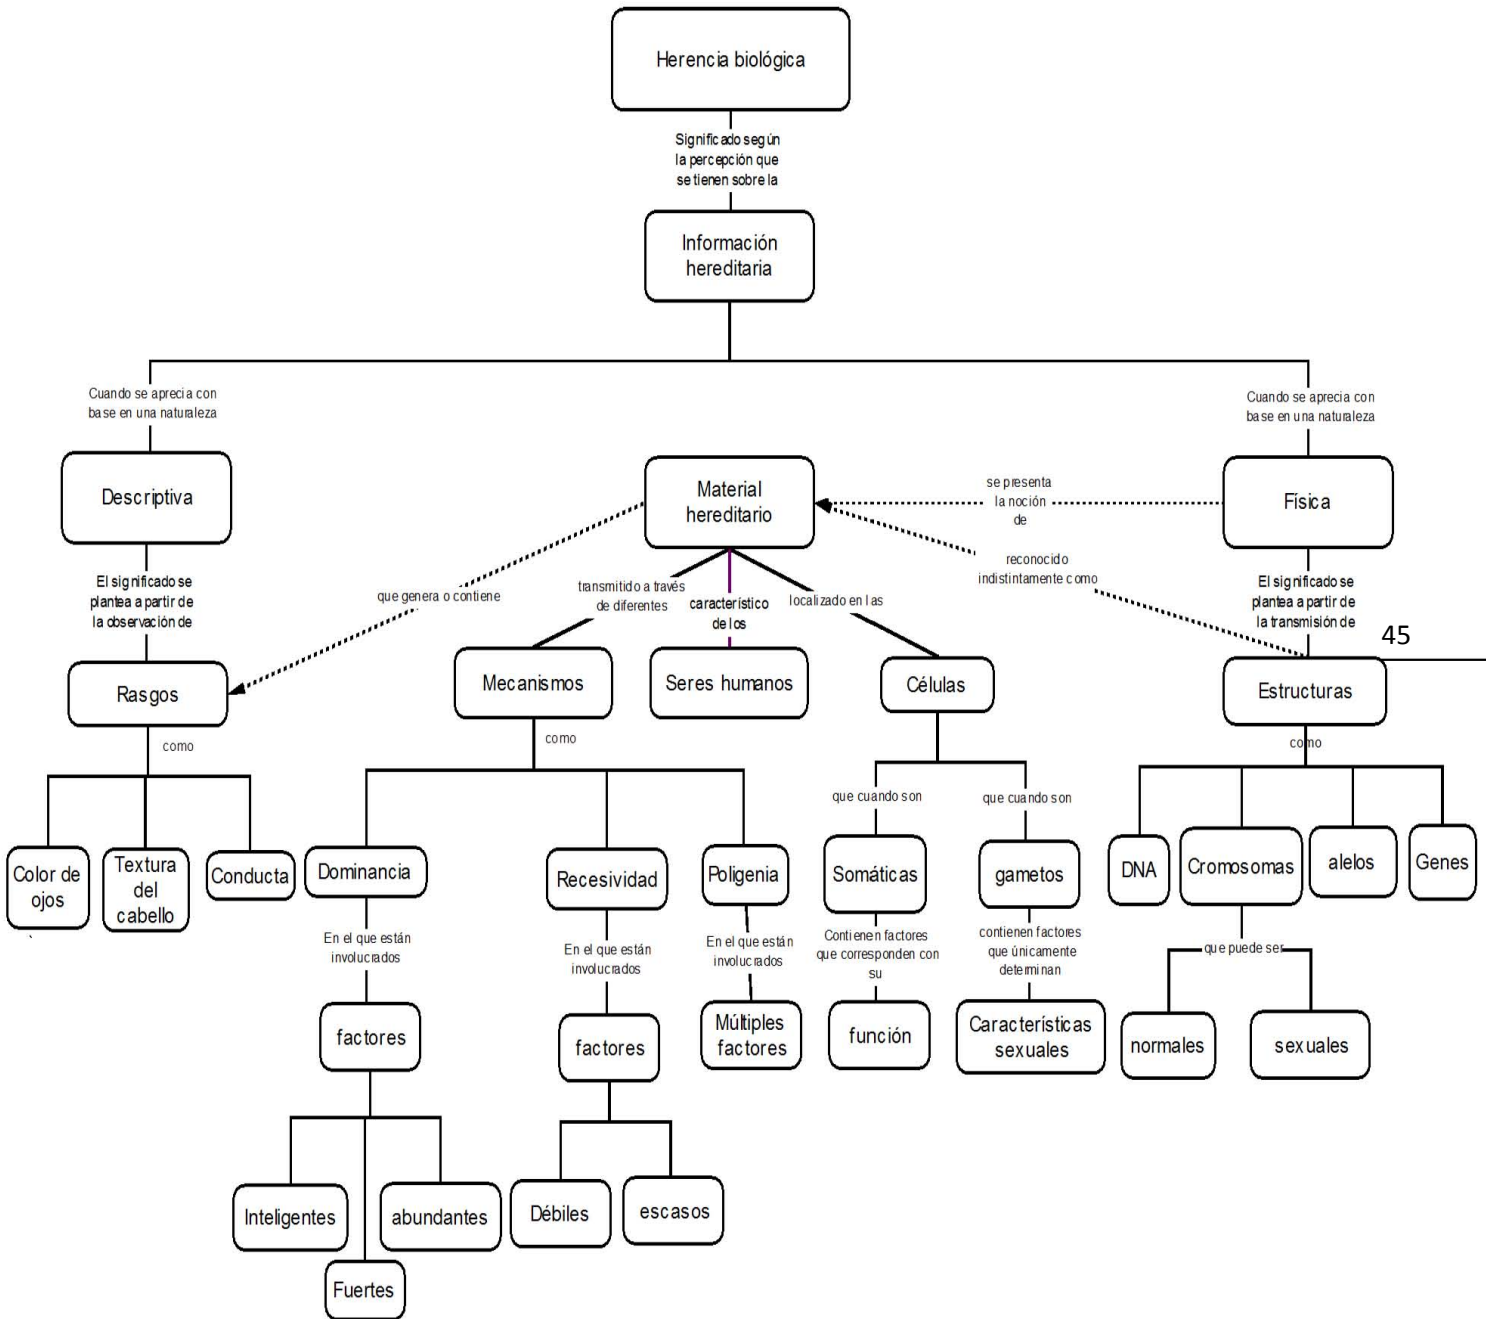 Herencia biológica
Significado según
la percepción que
se tienen sobre la
Información
hereditaria
Cuando se aprecia con
base en una naturaleza
Cuando se aprecia con
base en una naturaleza
Descriptiva
Material
hereditario
se presenta
la noción
de
Física
reconocido
indistintamente como
El significado se
plantea a partir de
la observación de
que genera o contiene
transmitido a través
de diferentes
característico
de los
localizado en las
El significado se
plantea a partir de
la transmisión de
45
Rasgos
Mecanismos
Seres humanos
Células
Estructuras
como
como
como
que cuando son
que cuando son
Color de
ojos
Textura
del
cabello
Conducta
Dominancia
Recesividad
Poligenia
Somáticas
gametos
DNA
Cromosomas
alelos
Genes
En el que están
involucrados
En el que están
involucrados
En el que están
involucrados
Contienen factores
que corresponden con
su
contienen factores
que únicamente
determinan
que puede ser
factores
factores
Múltiples
factores
función
Características
sexuales
normales
sexuales
Inteligentes
Fuertes
abundantes
Débiles
escasos